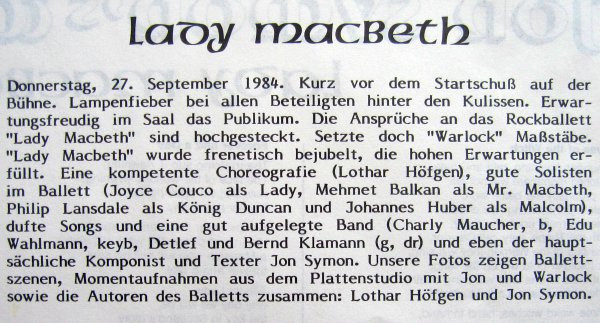 Lady Macbeth
Donnerstag, 27. September 1984. Kurz vor dem Startschuß auf der
Bühne. Lampenfieber bei allen Beteiligten hinter den Kulissen. Erwar-
tungsfreudig im Saal das Publikum. Die Ansprüche an das Rockballett
"Lady Macbeth" sind hochgesteckt. Setzte doch "Warlock" Maßstäbe.
"Lady Macbeth" wurde frenetisch bejubelt, die hohen Erwartungen er-
füllt. Eine kompetente Choreografie (Lothar Höfgen), gute Solisten
im Ballett (Joyce Couco als Lady, Mehmet Balkan als Mr. Macbeth,
Philip Lansdale als König Duncan und Johannes Huber als Malcolm),
dufte Songs und eine gut aufgelegte Band (Charly Maucher, b, Edu
Wahlmann, keyb, Detlef und Bernd Klamann (g, dr) und eben der haupt-
sächliche Komponist und Texter Jon Symon. Unsere Fotos zeigen Ballett-
szenen, Momentaufnahmen aus dem Plattenstudio mit Jon und Warlock
sowie die Autoren des Balletts zusammen: Lothar Höfgen und Jon Symon.